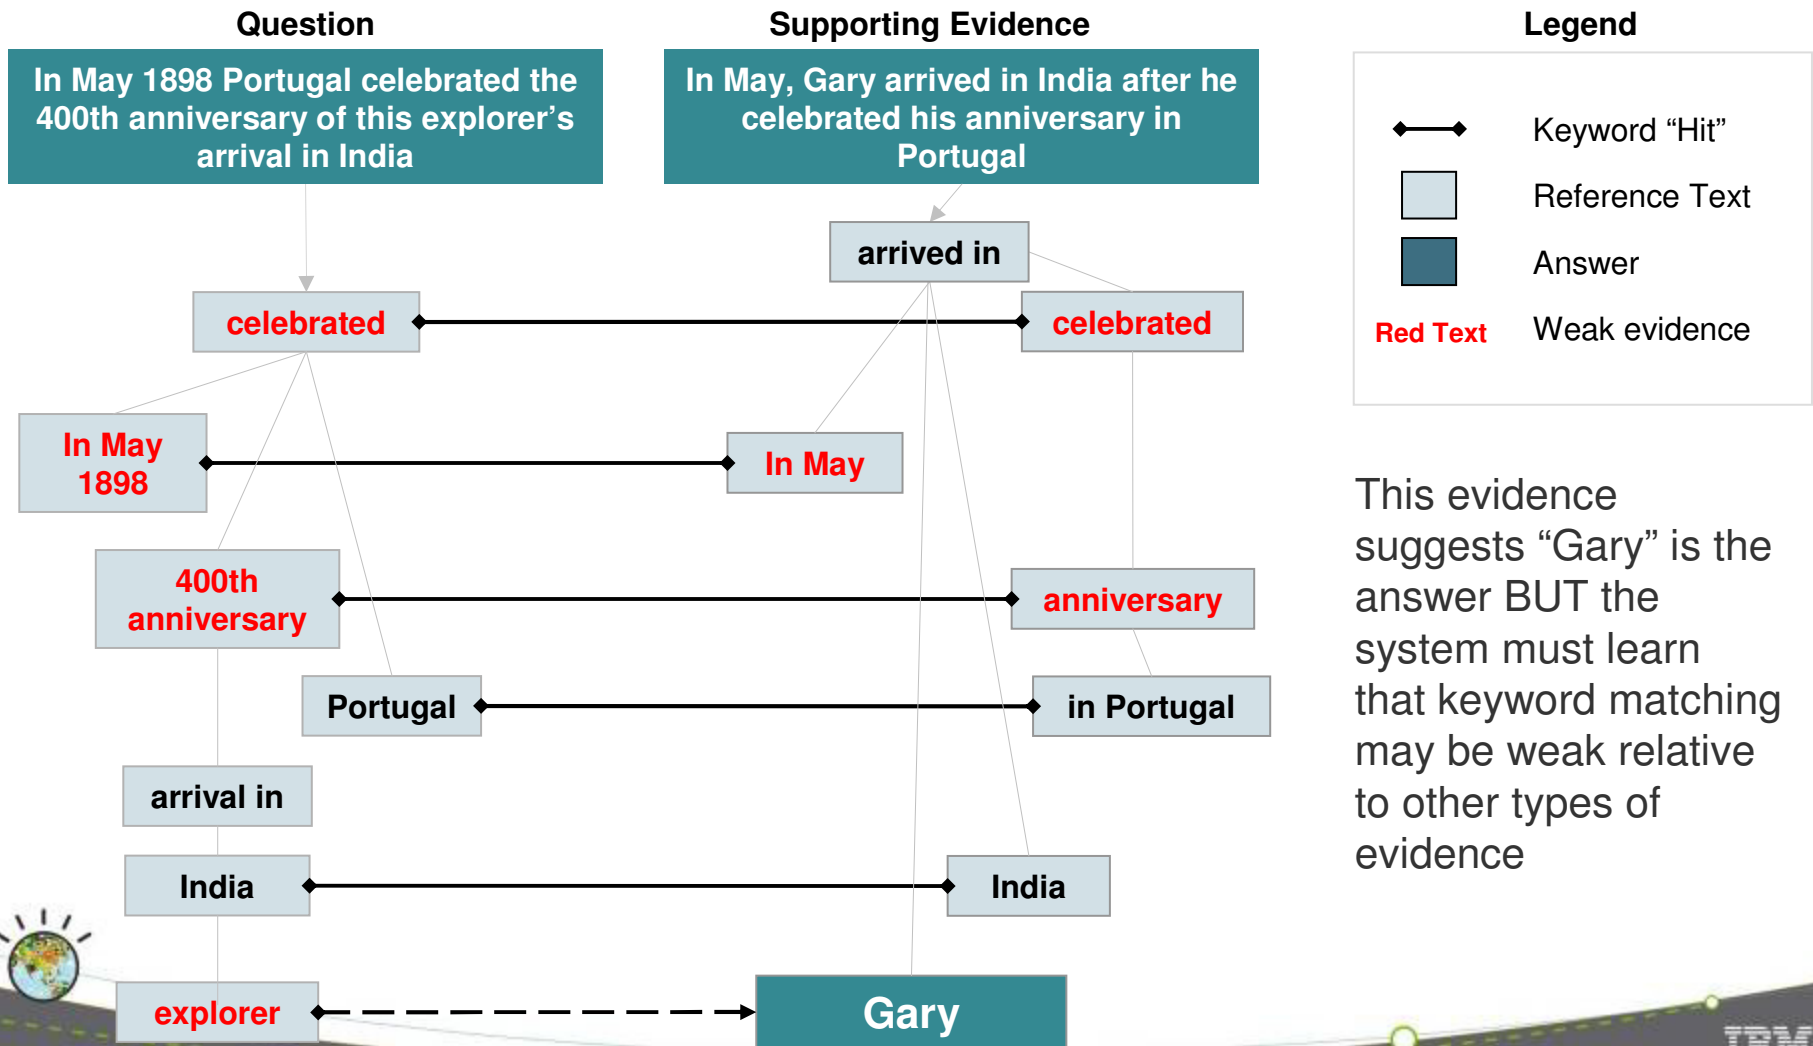 Question
In May 1898 Portugal celebrated the
400th anniversary of this explorer’s
arrival in India
Supporting Evidence
In May, Gary arrived in India after he
celebrated his anniversary in
Portugal
Legend
Keyword “Hit”
Reference Text
Answer
Red Text Weak evidence
arrived in
celebrated
celebrated
In May
1898
In May
400th
anniversary
anniversary
Portugal
in Portugal
arrival in
India
India
explorer
Gary
This evidence
suggests “Gary” is the
answer BUT the
system must learn
that keyword matching
may be weak relative
to other types of
evidence
IBM